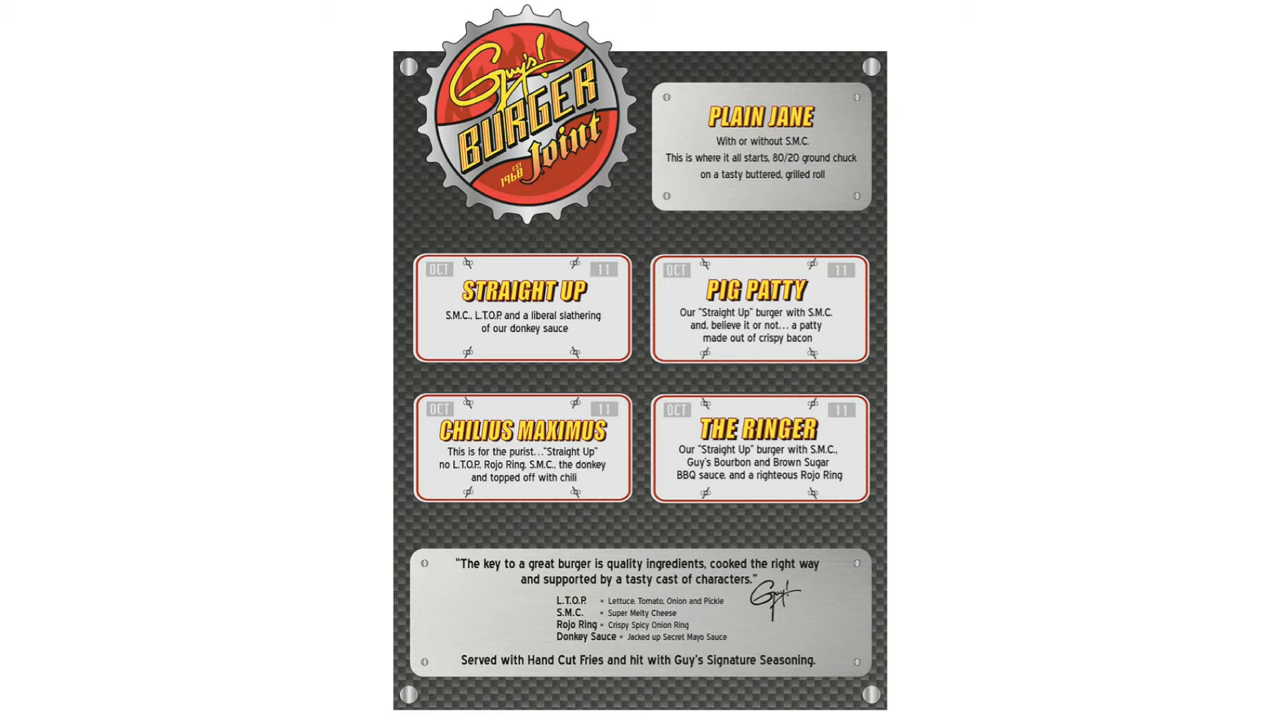 Guy's!
BURGER
Joint
EST
1968
PLAIN JANE
With or without S.M.C.
This is where it all starts, 80/20 ground chuck
on a tasty buttered, grilled roll
OCT 11
STRAIGHT UP
S.M.C., L.T.O.P. and a liberal slathering
of our donkey sauce
OCT 11
PIG PATTY
Our "Straight Up" burger with S.M.C.
and, believe it or not... a patty
made out of crispy bacon
OCT 11
CHILIUS MAXIMUS
This is for the purist..."Straight Up"
no L.T.O.P., Rojo Ring, S.M.C., the donkey
and topped off with chili
OCT 11
THE RINGER
Our "Straight Up" burger with S.M.C.,
Guy's Bourbon and Brown Sugar
BBQ sauce, and a righteous Rojo Ring
"The key to a great burger is quality ingredients, cooked the right way
and supported by a tasty cast of characters."
Guy!
L.T.O.P. • Lettuce, Tomato, Onion and Pickle
S.M.C. • Super Melty Cheese
Rojo Ring • Crispy Spicy Onion Ring
Donkey Sauce • Jacked up Secret Mayo Sauce
Served with Hand Cut Fries and hit with Guy's Signature Seasoning.